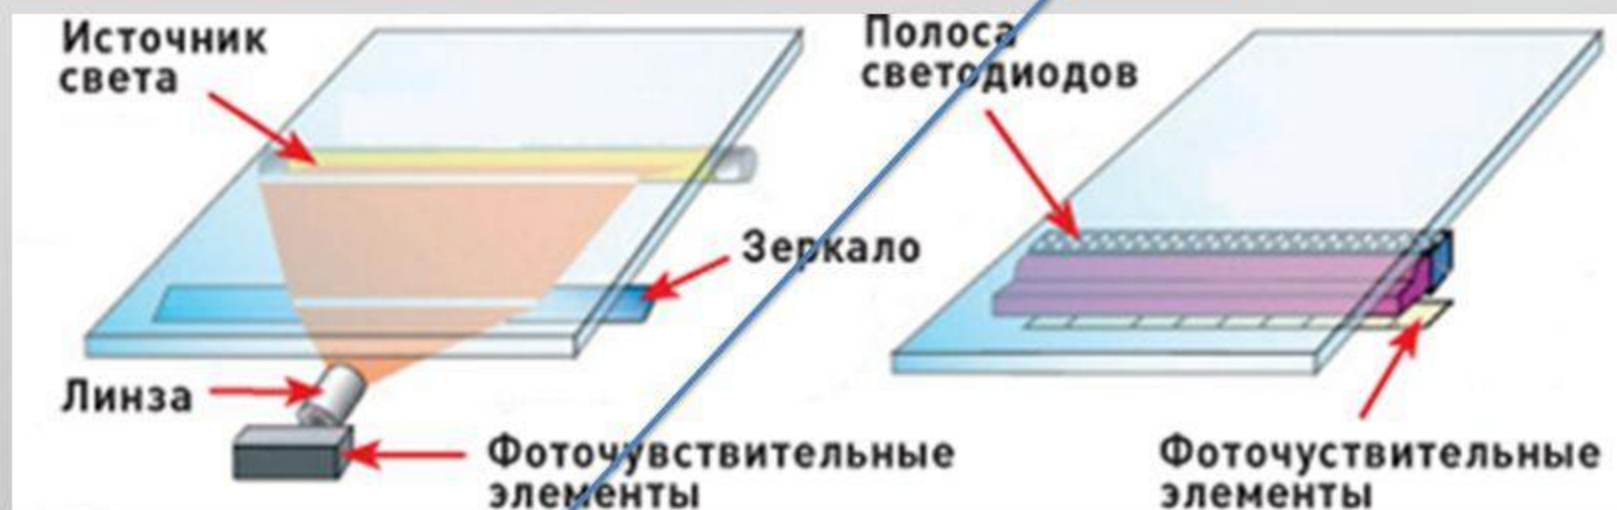 Источник
света
Зеркало
Линза
Фоточувствительные
элементы
Полоса
светодиодов
Фоточуствительные
элементы